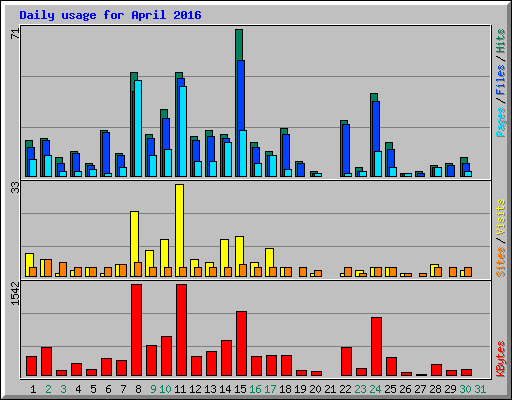 Daily usage for April 2016
71
Pages / Files / Hits
33
Sites / Visits
1542
KBytes
1 2 3 4 5 6 7 8 9 10 11 12 13 14 15 16 17 18 19 20 21 22 23 24 25 26 27 28 29 30 31